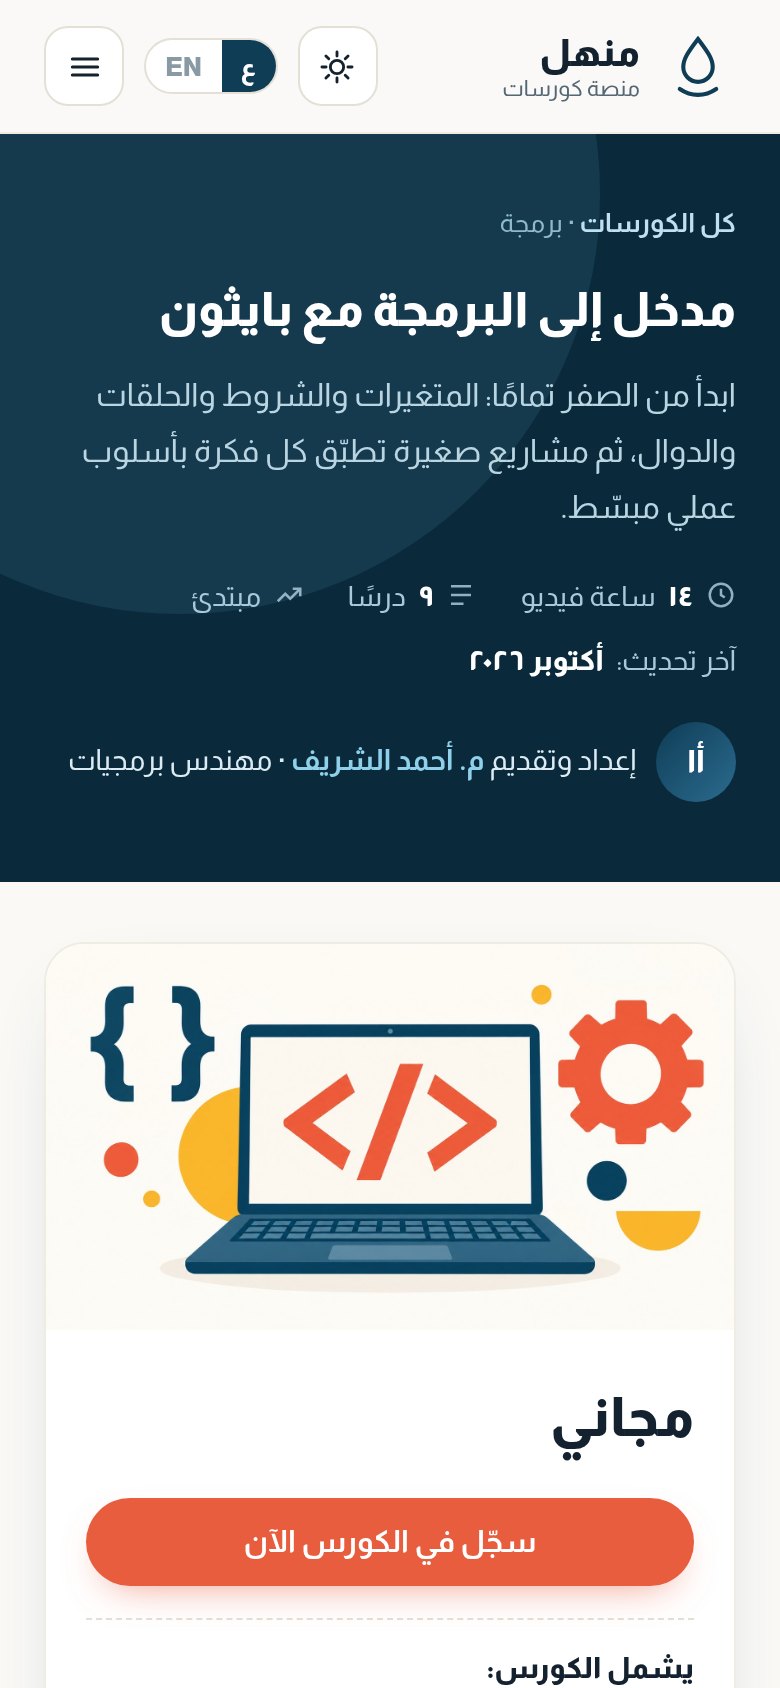 منهل
منصة كورسات
ع EN
كل الكورسات · برمجة
مدخل إلى البرمجة مع بايثون
ابدأ من الصفر تمامًا: المتغيرات والشروط والحلقات
والدوال، ثم مشاريع صغيرة تطبّق كل فكرة بأسلوب
عملي مبسّط.
١٤ ساعة فيديو ٩ درسًا مبتدئ
آخر تحديث: أكتوبر ٢٠٢٦
أا
إعداد وتقديم م. أحمد الشريف · مهندس برمجيات
{ }
</>
مجاني
سجّل في الكورس الآن
يشمل الكورس: